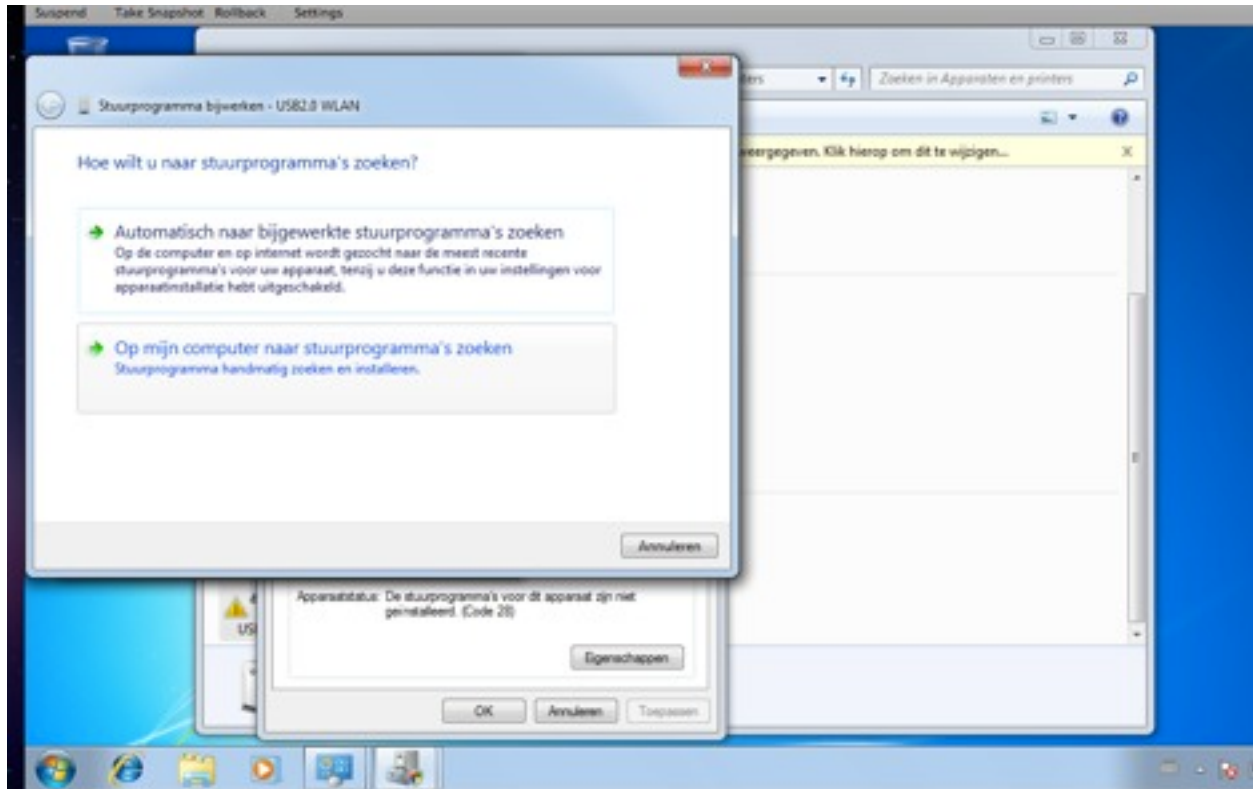 Suspend Take Snapshot Rollback Settings
Zoeken in Apparaten en printers
Stuurprogramma bijwerken - USB2.0 WLAN
weergegeven. Klik hierop om dit te wijzigen...
Hoe wilt u naar stuurprogramma's zoeken?
Automatisch naar bijgewerkte stuurprogramma's zoeken
Op de computer en op internet wordt gezocht naar de meest recente
stuurprogramma's voor uw apparaat, tenzij u deze functie in uw instellingen voor
apparaatinstallatie hebt uitgeschakeld.
Op mijn computer naar stuurprogramma's zoeken
Stuurprogramma handmatig zoeken en installeren.
Annuleren
Apparaatstatus: De stuurprogramma's voor dit apparaat zijn niet
geïnstalleerd. (Code 28)
Eigenschappen
OK Annuleren Toepassen